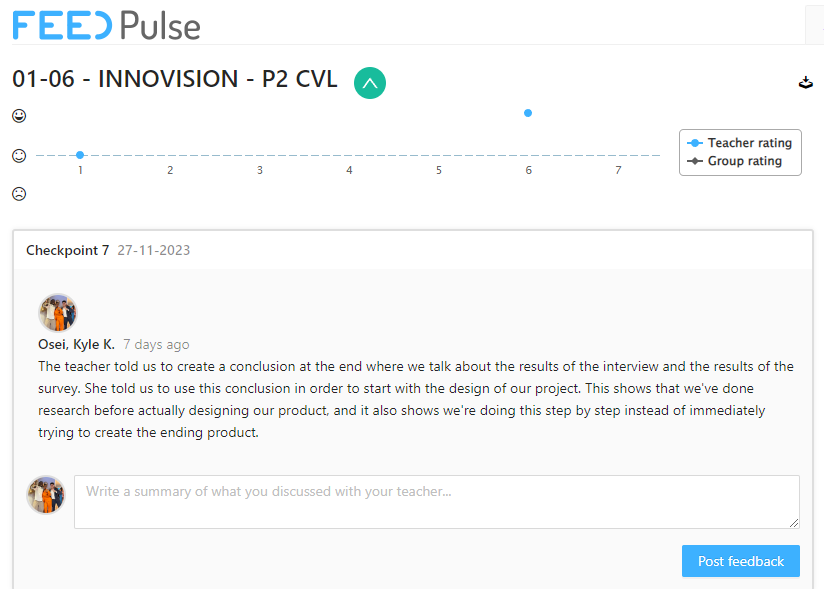 FEED Pulse
01-06 - INNOVISION - P2 CVL
1 2 3 4 5 6 7
Teacher rating
Group rating
Checkpoint 7 27-11-2023
Osei, Kyle K. 7 days ago
The teacher told us to create a conclusion at the end where we talk about the results of the interview and the results of the
survey. She told us to use this conclusion in order to start with the design of our project. This shows that we've done
research before actually designing our product, and it also shows we're doing this step by step instead of immediately
trying to create the ending product.
Write a summary of what you discussed with your teacher...
Post feedback